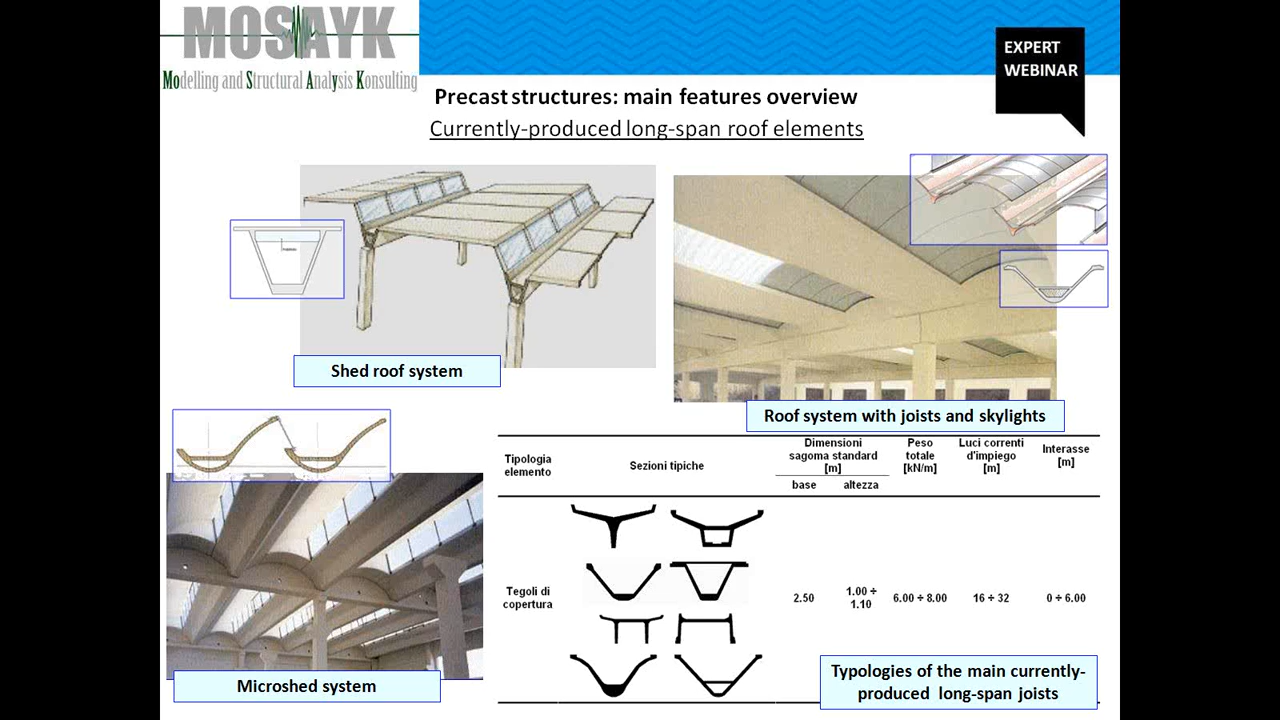 MOSAYK
Modelling and Structural Analysis Konsulting
EXPERT
WEBINAR
Precast structures: main features overview
Currently-produced long-span roof elements
Shed roof system
Roof system with joists and skylights
Microshed system
Tipologia
elemento
Sezioni tipiche
Dimensioni
sagoma standard
[m]
base
altezza
Peso
totale
[kN/m]
Luci correnti
d'impiego
[m]
Interasse
[m]
Tegoli di
copertura
2.50
1.00 ÷
1.10
6.00 ÷ 8.00
16 ÷ 32
0 ÷ 6.00
Typologies of the main currently-
produced long-span joists